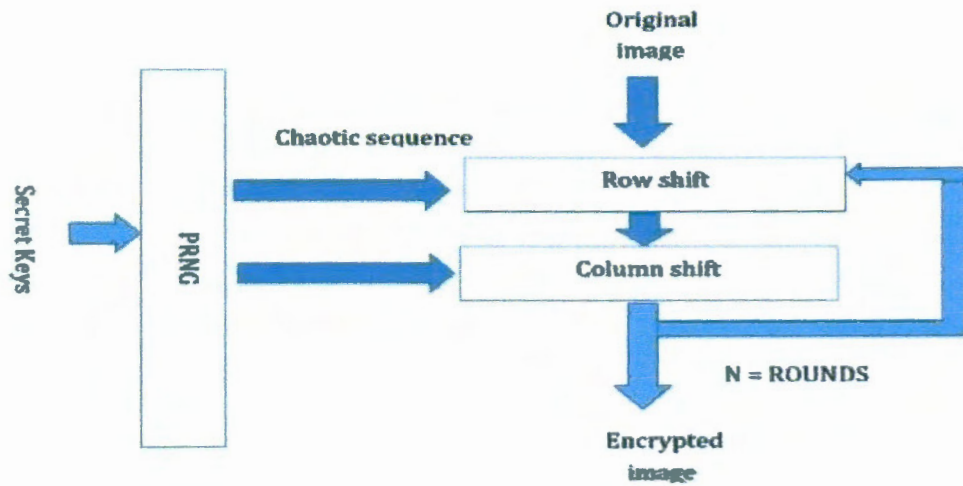 Original
image
Chaotic sequence
Row shift
Secret Keys
PRNG
Column shift
N = ROUNDS
Encrypted
image